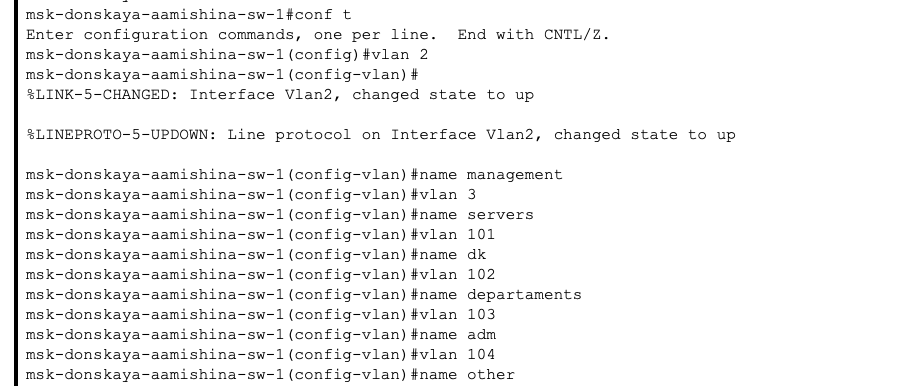 msk-donskaya-aamishina-sw-1#conf t
Enter configuration commands, one per line.  End with CNTL/Z.
msk-donskaya-aamishina-sw-1(config)#vlan 2
msk-donskaya-aamishina-sw-1(config-vlan)#
%LINK-5-CHANGED: Interface Vlan2, changed state to up
%LINEPROTO-5-UPDOWN: Line protocol on Interface Vlan2, changed state to up
msk-donskaya-aamishina-sw-1(config-vlan)#name management
msk-donskaya-aamishina-sw-1(config-vlan)#vlan 3
msk-donskaya-aamishina-sw-1(config-vlan)#name servers
msk-donskaya-aamishina-sw-1(config-vlan)#vlan 101
msk-donskaya-aamishina-sw-1(config-vlan)#name dk
msk-donskaya-aamishina-sw-1(config-vlan)#vlan 102
msk-donskaya-aamishina-sw-1(config-vlan)#name departaments
msk-donskaya-aamishina-sw-1(config-vlan)#vlan 103
msk-donskaya-aamishina-sw-1(config-vlan)#name adm
msk-donskaya-aamishina-sw-1(config-vlan)#vlan 104
msk-donskaya-aamishina-sw-1(config-vlan)#name other